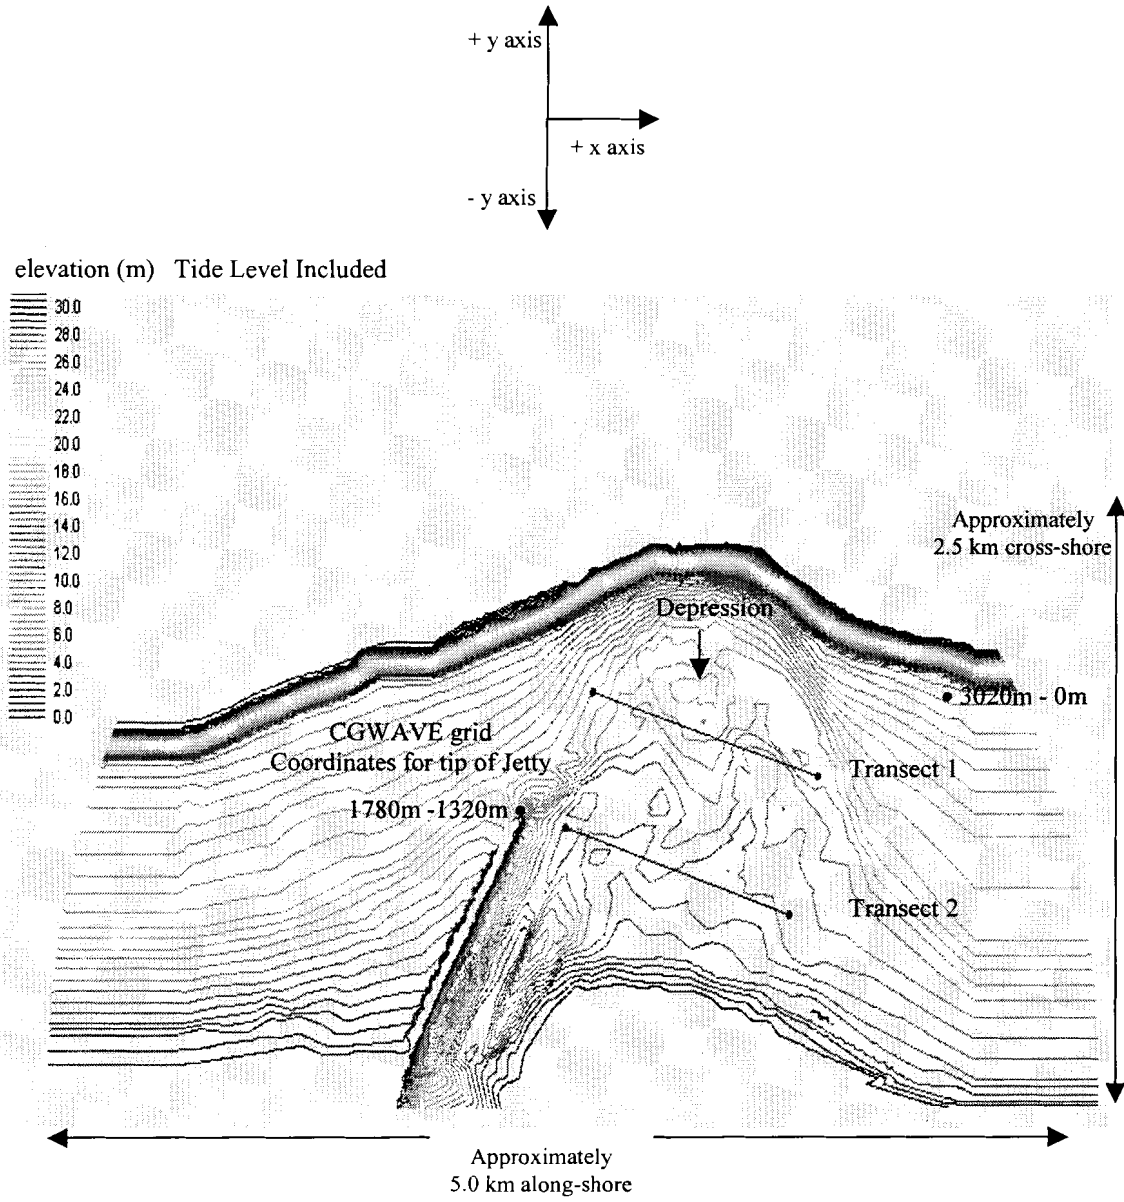 + y axis
+ x axis
- y axis
elevation (m) Tide Level Included
30.0
28.0
26.0
24.0
22.0
20.0
18.0
16.0
14.0
12.0
10.0
8.0
6.0
4.0
2.0
0.0
Approximately
2.5 km cross-shore
Depression
3020m - 0m
CGWAVE grid
Coordinates for tip of Jetty
1780m -1320m
Transect 1
Transect 2
Approximately
5.0 km along-shore